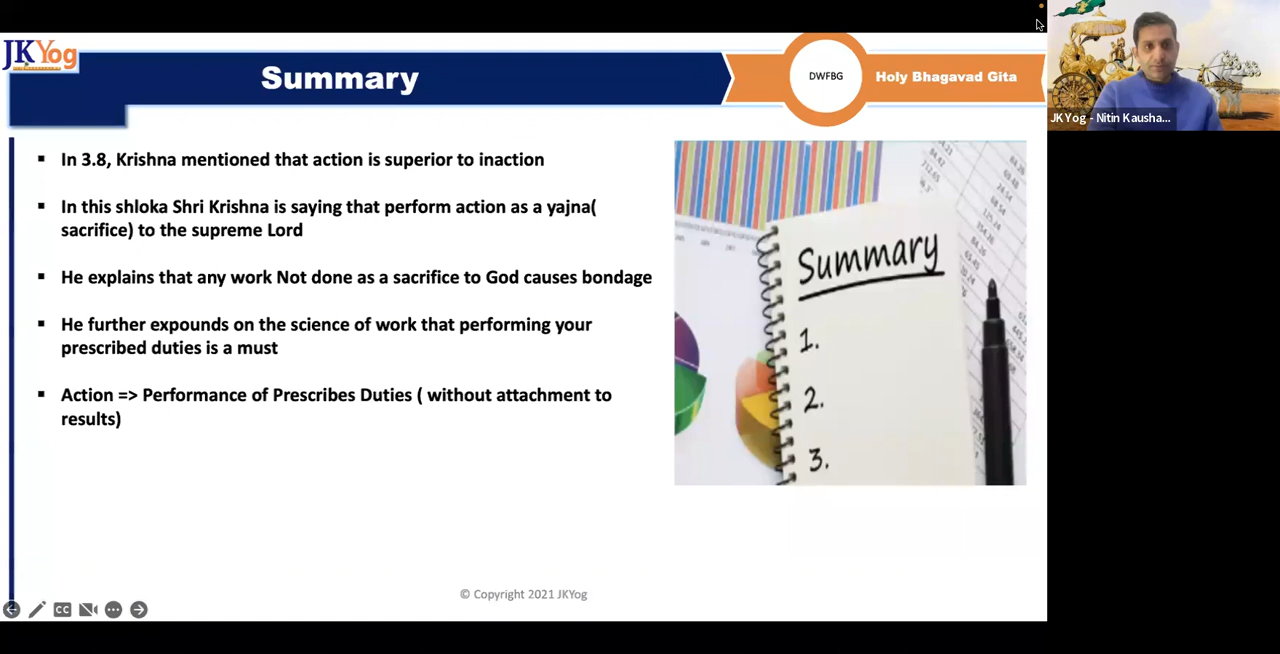 JKYog
Summary
DWFBG
Holy Bhagavad Gita
JKYog - Nitin Kausha...
▪ In 3.8, Krishna mentioned that action is superior to inaction
▪ In this shloka Shri Krishna is saying that perform action as a yajna(
sacrifice) to the supreme Lord
▪ He explains that any work Not done as a sacrifice to God causes bondage
▪ He further expounds on the science of work that performing your
prescribed duties is a must
▪ Action => Performance of Prescribes Duties ( without attachment to
results)
Summary
1.
2.
3.
© Copyright 2021 JKYog
CC